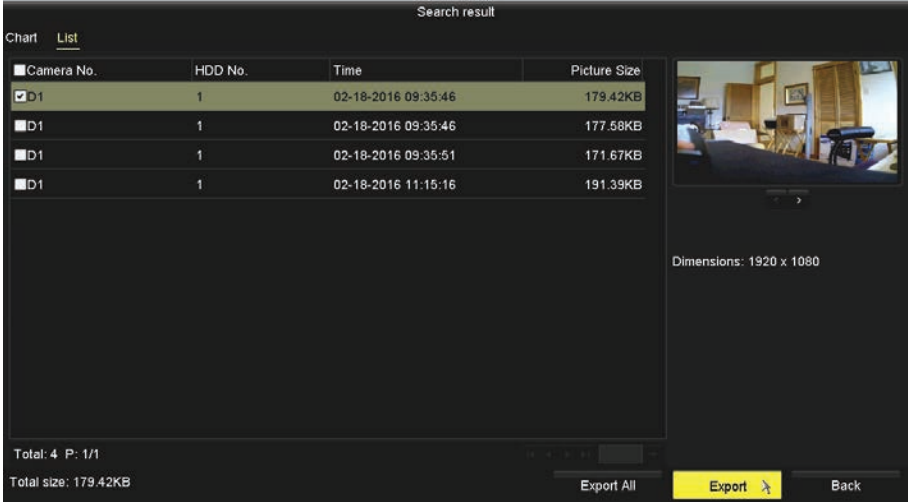 Search result
Chart List
Camera No. HDD No. Time Picture Size
D1 1 02-18-2016 09:35:46 179.42KB
D1 1 02-18-2016 09:35:46 177.58KB
D1 1 02-18-2016 09:35:51 171.67KB
D1 1 02-18-2016 11:15:16 191.39KB
Dimensions: 1920 x 1080
Total: 4 P: 1/1
Total size: 179.42KB
Export All Export Back